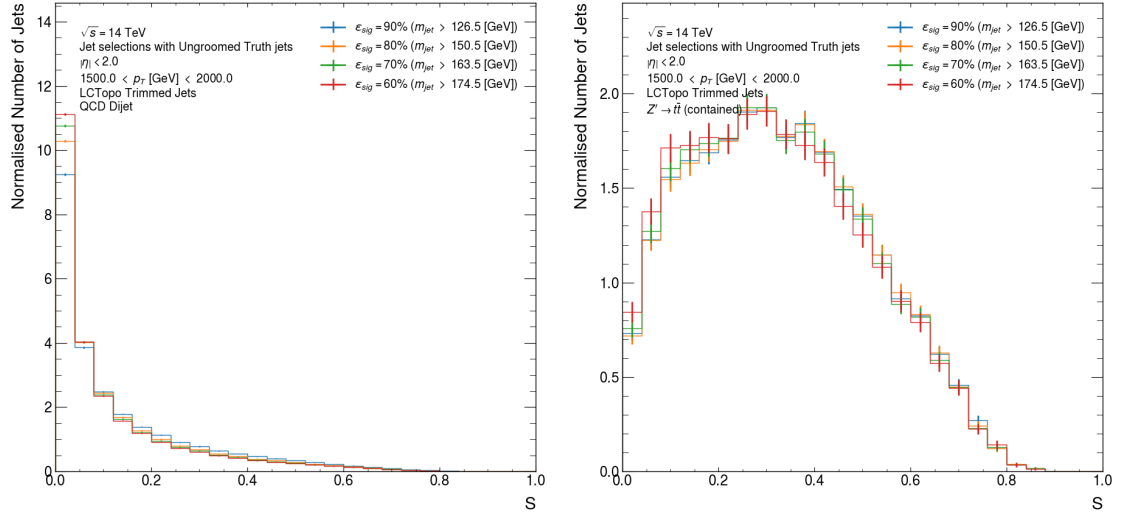 Normalised Number of Jets
14
12
10
8
6
4
2
0
√s = 14 TeV
Jet selections with Ungroomed Truth jets
|η| < 2.0
1500.0 < p_T [GeV] < 2000.0
LCTopo Trimmed Jets
QCD Dijet
ε_sig = 90% (m_jet > 126.5 [GeV])
ε_sig = 80% (m_jet > 150.5 [GeV])
ε_sig = 70% (m_jet > 163.5 [GeV])
ε_sig = 60% (m_jet > 174.5 [GeV])
0.0 0.2 0.4 0.6 0.8 1.0
S
Normalised Number of Jets
2.0
1.5
1.0
0.5
0.0
√s = 14 TeV
Jet selections with Ungroomed Truth jets
|η| < 2.0
1500.0 < p_T [GeV] < 2000.0
LCTopo Trimmed Jets
Z' → tt̄ (contained)
ε_sig = 90% (m_jet > 126.5 [GeV])
ε_sig = 80% (m_jet > 150.5 [GeV])
ε_sig = 70% (m_jet > 163.5 [GeV])
ε_sig = 60% (m_jet > 174.5 [GeV])
0.0 0.2 0.4 0.6 0.8 1.0
S